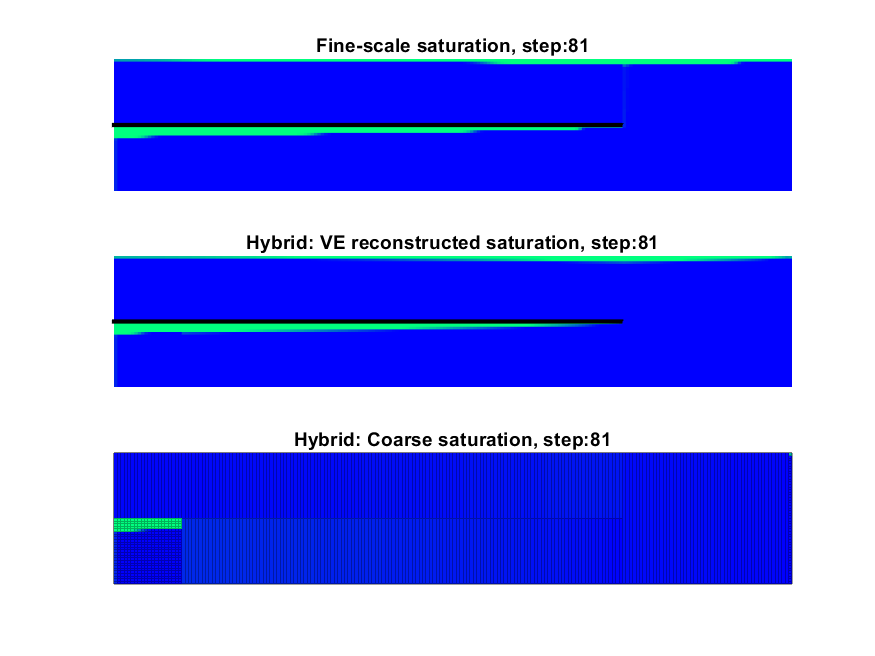 Fine-scale saturation, step:81
Hybrid: VE reconstructed saturation, step:81
Hybrid: Coarse saturation, step:81